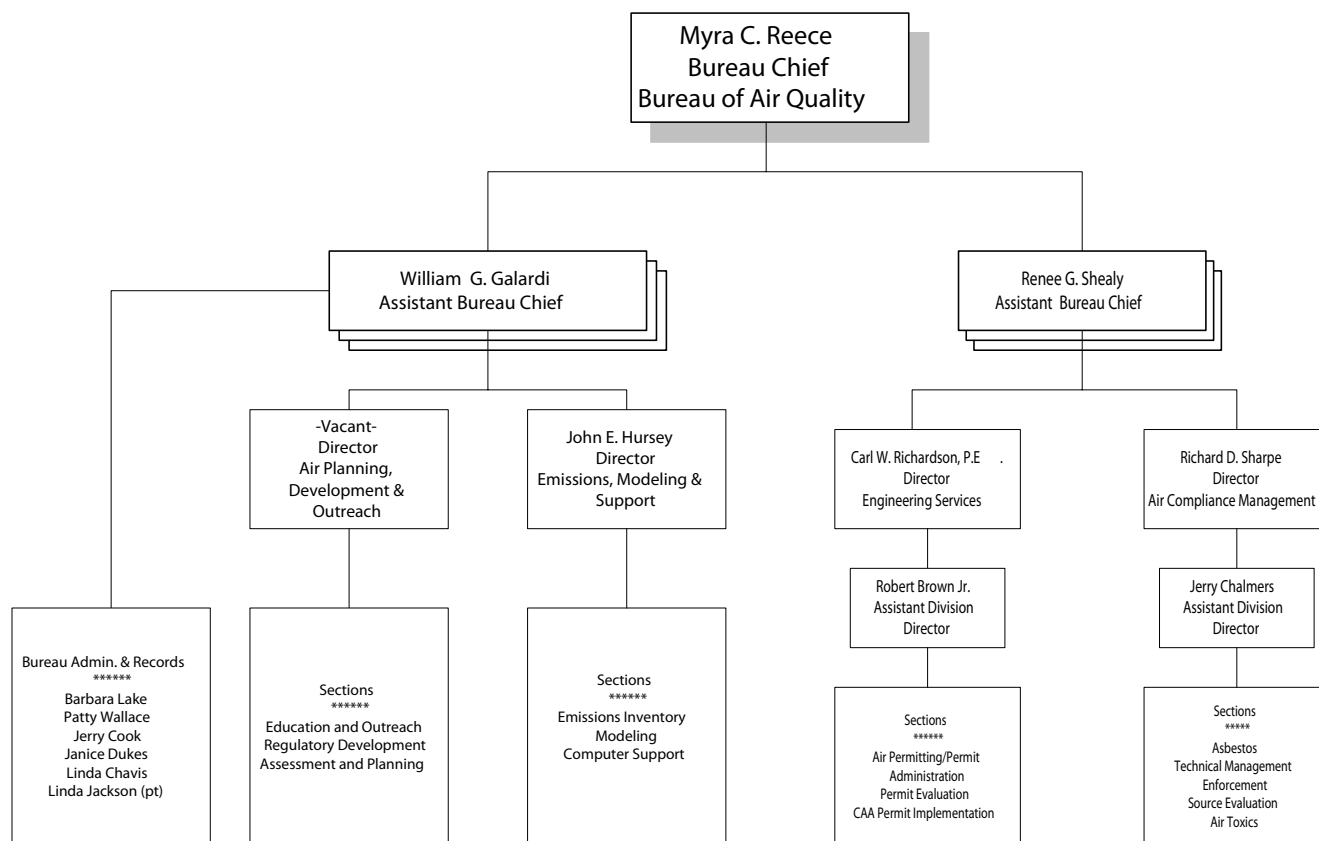 Myra C. Reece
Bureau Chief
Bureau of Air Quality
William G. Galardi
Assistant Bureau Chief
Renee G. Shealy
Assistant Bureau Chief
-Vacant-
Director
Air Planning,
Development &
Outreach
John E. Hursey
Director
Emissions, Modeling &
Support
Carl W. Richardson, P.E .
Director
Engineering Services
Richard D. Sharpe
Director
Air Compliance Management
Robert Brown Jr.
Assistant Division
Director
Jerry Chalmers
Assistant Division
Director
Bureau Admin. & Records
******
Barbara Lake
Patty Wallace
Jerry Cook
Janice Dukes
Linda Chavis
Linda Jackson (pt)
Sections
******
Education and Outreach
Regulatory Development
Assessment and Planning
Sections
******
Emissions Inventory
Modeling
Computer Support
Sections
******
Air Permitting/Permit
Administration
Permit Evaluation
CAA Permit Implementation
Sections
*****
Asbestos
Technical Management
Enforcement
Source Evaluation
Air Toxics